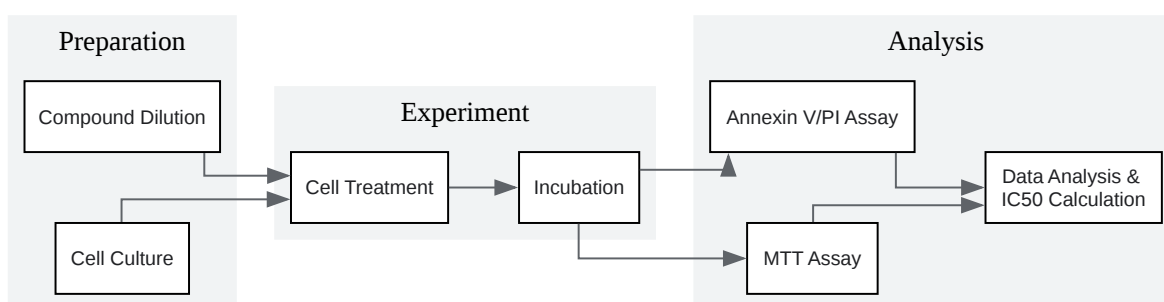 Preparation
Compound Dilution
Cell Culture
Experiment
Cell Treatment
Incubation
Analysis
Annexin V/PI Assay
MTT Assay
Data Analysis &
IC50 Calculation